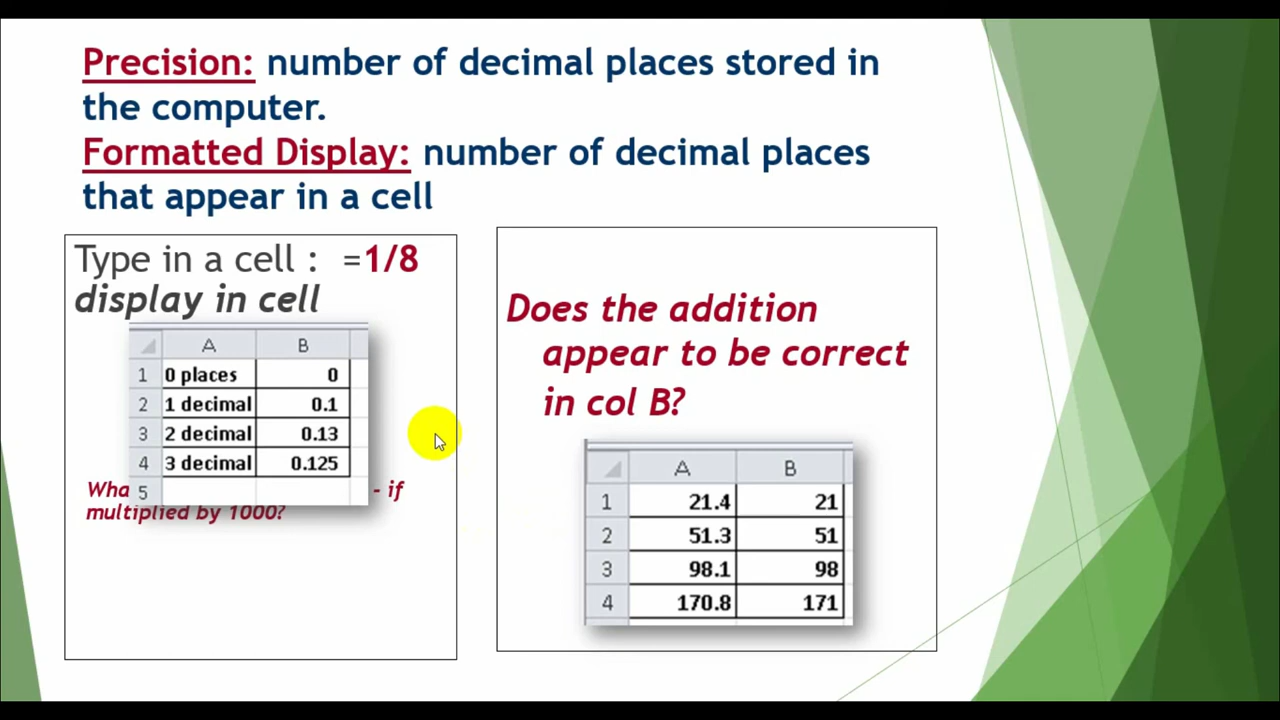 Precision: number of decimal places stored in
the computer.
Formatted Display: number of decimal places
that appear in a cell
Type in a cell : =1/8
display in cell
A B
1 0 places 0
2 1 decimal 0.1
3 2 decimal 0.13
4 3 decimal 0.125
5
- if
multiplied by 1000?
Does the addition
appear to be correct
in col B?
A B
1 21.4 21
2 51.3 51
3 98.1 98
4 170.8 171